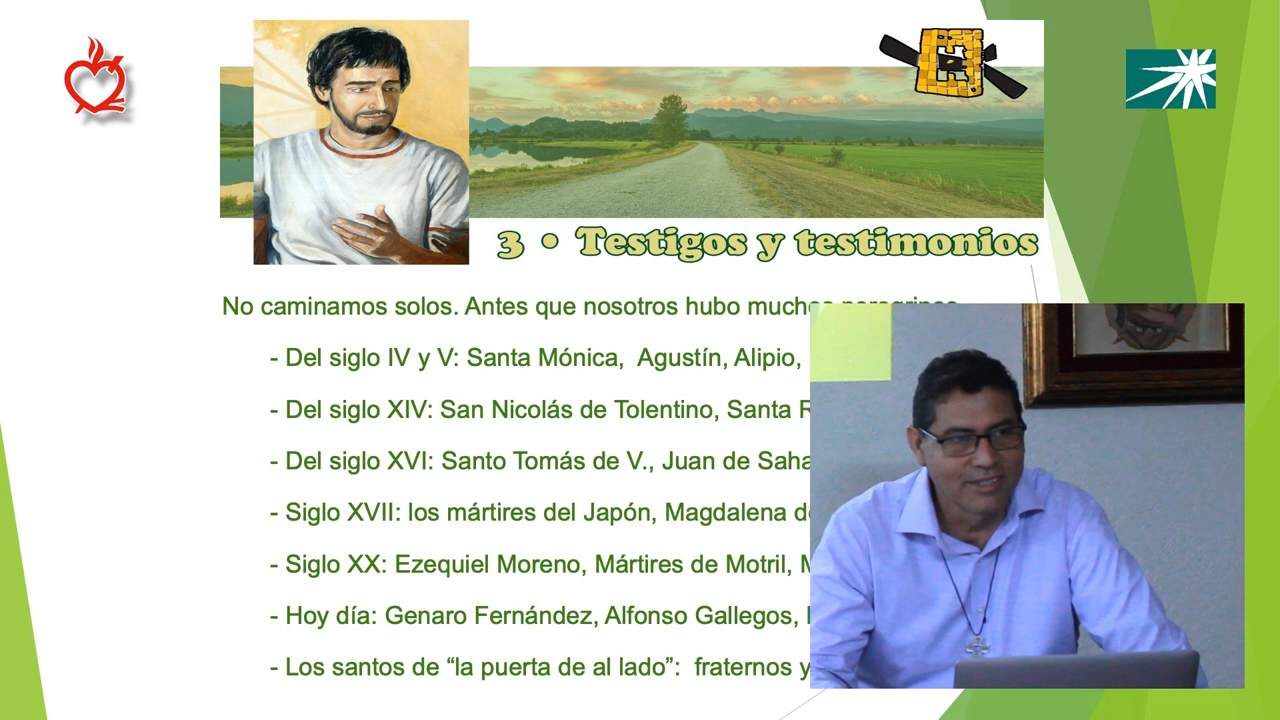 3 • Testigos y testimonios
No caminamos solos. Antes que nosotros hubo muchos peregrinos
- Del siglo IV y V: Santa Mónica, Agustín, Alipio,
- Del siglo XIV: San Nicolás de Tolentino, Santa
- Del siglo XVI: Santo Tomás de V., Juan de
- Siglo XVII: los mártires del Japón, Magdalena
- Siglo XX: Ezequiel Moreno, Mártires de Motril,
- Hoy día: Genaro Fernández, Alfonso Gallegos,
- Los santos de “la puerta de al lado”: fraternos y